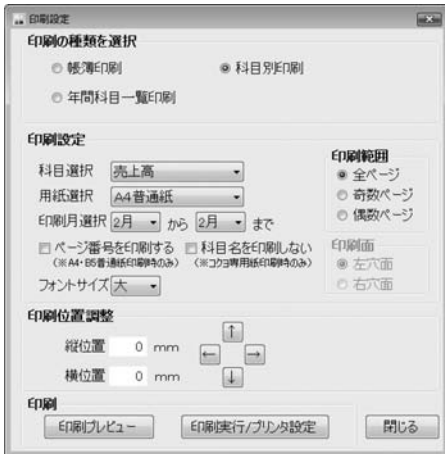 印刷設定
印刷の種類を選択
帳簿印刷 科目別印刷
年間科目一覧印刷
印刷設定
科目選択 売上高
用紙選択 A4普通紙
印刷月選択 2月 から 2月 まで
ページ番号を印刷する 科目名を印刷しない
(※A4・B5普通紙印刷時のみ) (※コクヨ専用紙印刷時のみ)
フォントサイズ 大
印刷範囲
全ページ
奇数ページ
偶数ページ
印刷面
左穴面
右穴面
印刷位置調整
縦位置 0 mm
横位置 0 mm
↑
← →
↓
印刷
印刷プレビュー 印刷実行/プリンタ設定 閉じる